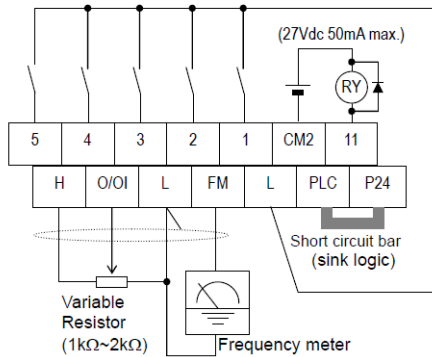 (27Vdc 50mA max.)
RY
5 4 3 2 1 CM2 11
H O/OI L FM L PLC P24
Short circuit bar
(sink logic)
Variable
Resistor
(1kΩ~2kΩ)
Frequency meter